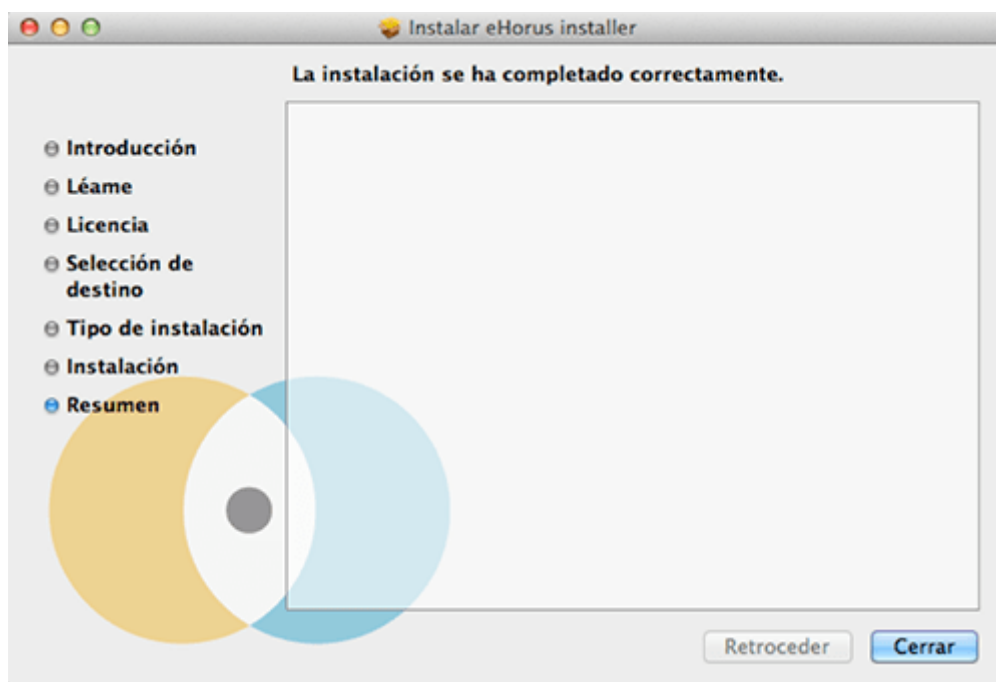 Instalar eHorus installer
La instalación se ha completado correctamente.
Introducción
Léame
Licencia
Selección de
destino
Tipo de instalación
Instalación
Resumen
Retroceder
Cerrar